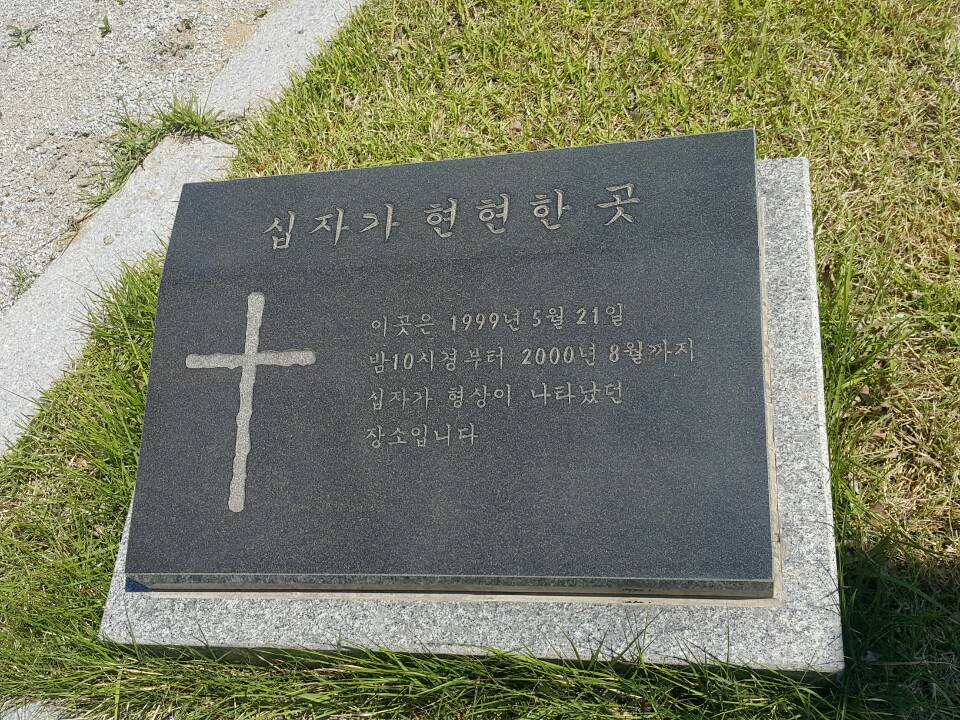 십자가 현현한 곳
이곳은 1999년 5월 21일
밤10시경부터 2000년 8월까지
십자가 형상이 나타났던
장소입니다